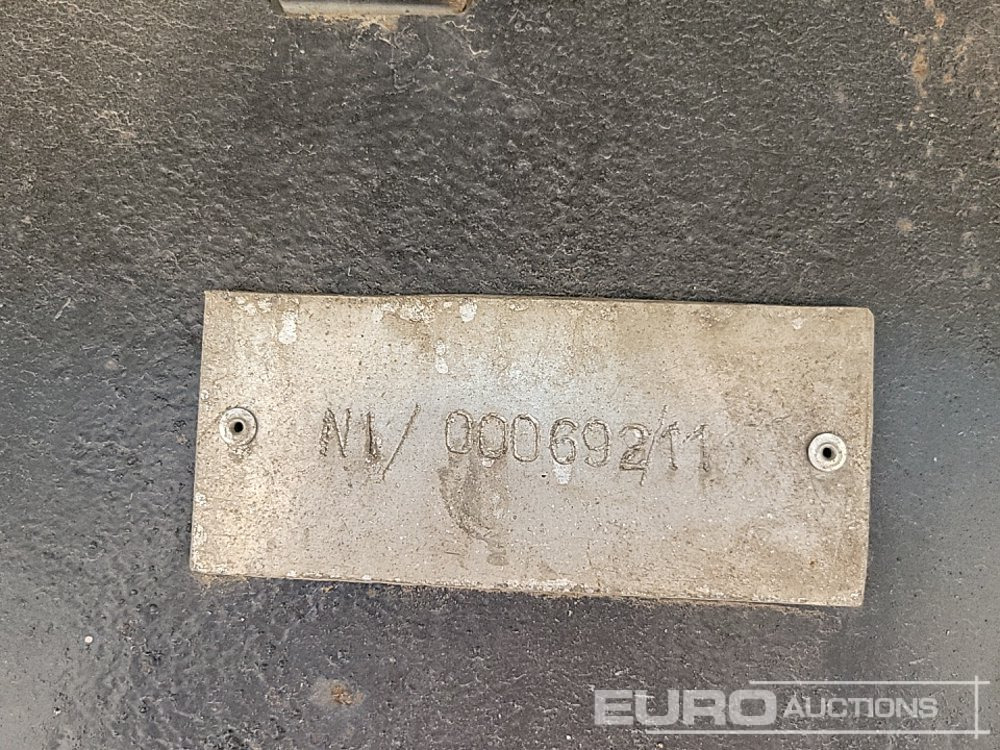 NI/ 000692/11
EURO AUCTIONS